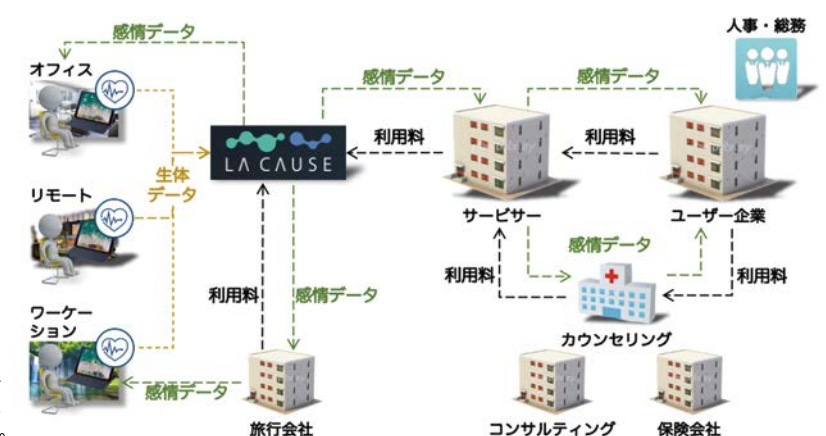 人事・総務
感情データ
オフィス
感情データ
感情データ
利用料
利用料
LA CAUSE
生体
データ
リモート
サービサー
ユーザー企業
感情データ
利用料
利用料
利用料
感情データ
ワーケー
ション
カウンセリング
感情データ
旅行会社
コンサルティング
保険会社